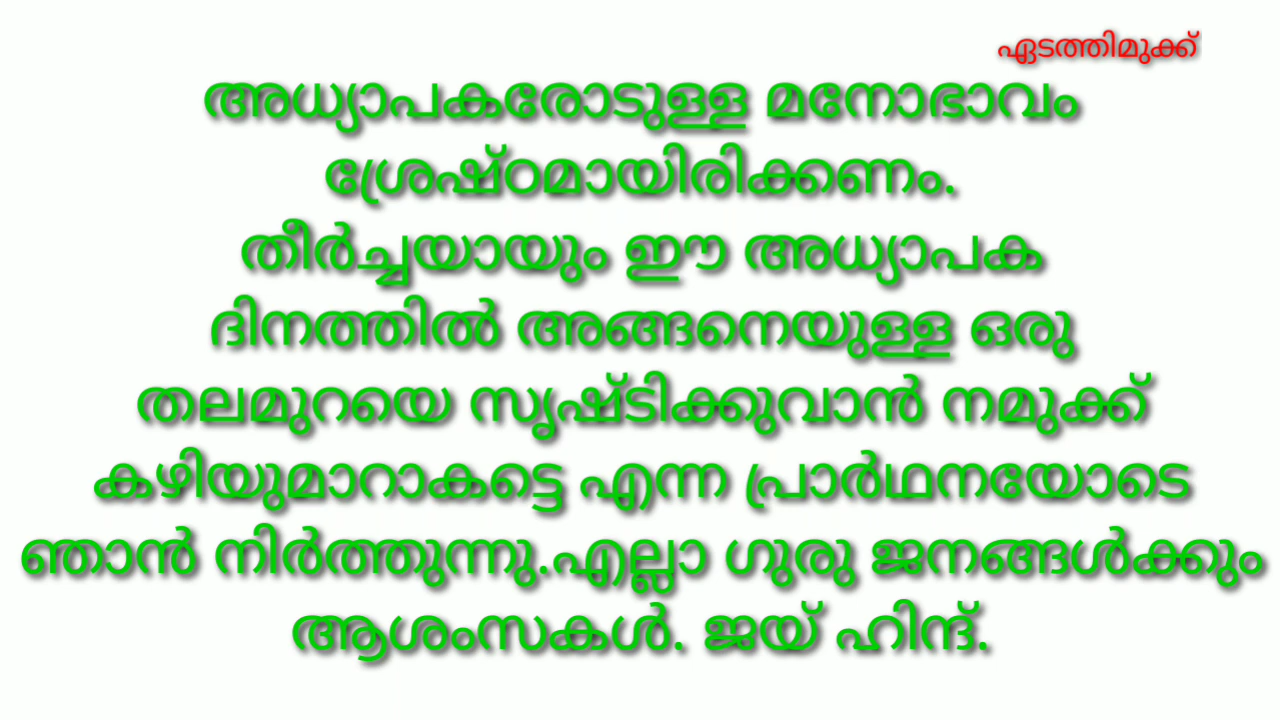 ഏടത്തിമുക്ക്
അധ്യാപകരോടുള്ള മനോഭാവം
ശ്രേഷ്ഠമായിരിക്കണം.
തീർച്ചയായും ഈ അധ്യാപക
ദിനത്തിൽ അങ്ങനെയുള്ള ഒരു
തലമുറയെ സൃഷ്ടിക്കുവാൻ നമുക്ക്
കഴിയുമാറാകട്ടെ എന്ന പ്രാർഥനയോടെ
ഞാൻ നിർത്തുന്നു.എല്ലാ ഗുരു ജനങ്ങൾക്കും
ആശംസകൾ. ജയ് ഹിന്ദ്.